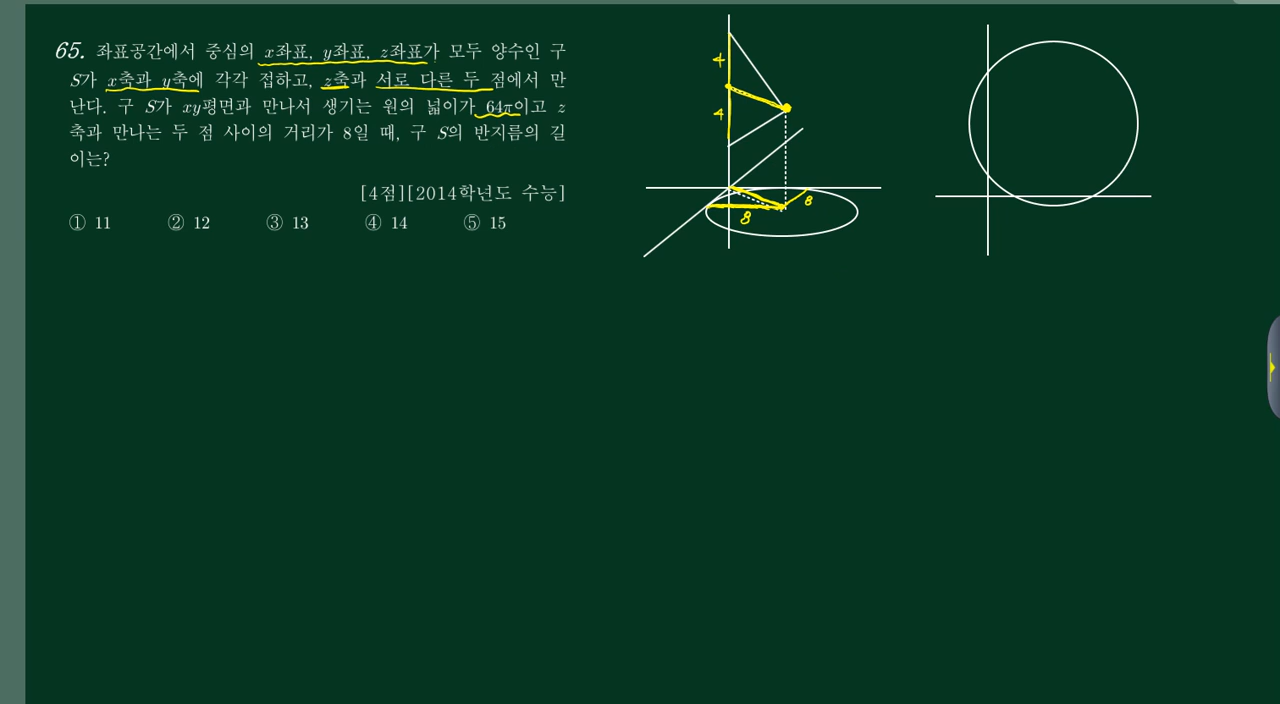 65. 좌표공간에서 중심의 x좌표, y좌표, z좌표가 모두 양수인 구
S가 x축과 y축에 각각 접하고, z축과 서로 다른 두 점에서 만
난다. 구 S가 xy평면과 만나서 생기는 원의 넓이가 64π이고 z
축과 만나는 두 점 사이의 거리가 8일 때, 구 S의 반지름의 길
이는?
[4점][2014학년도 수능]
① 11 ② 12 ③ 13 ④ 14 ⑤ 15
4
4
8
8